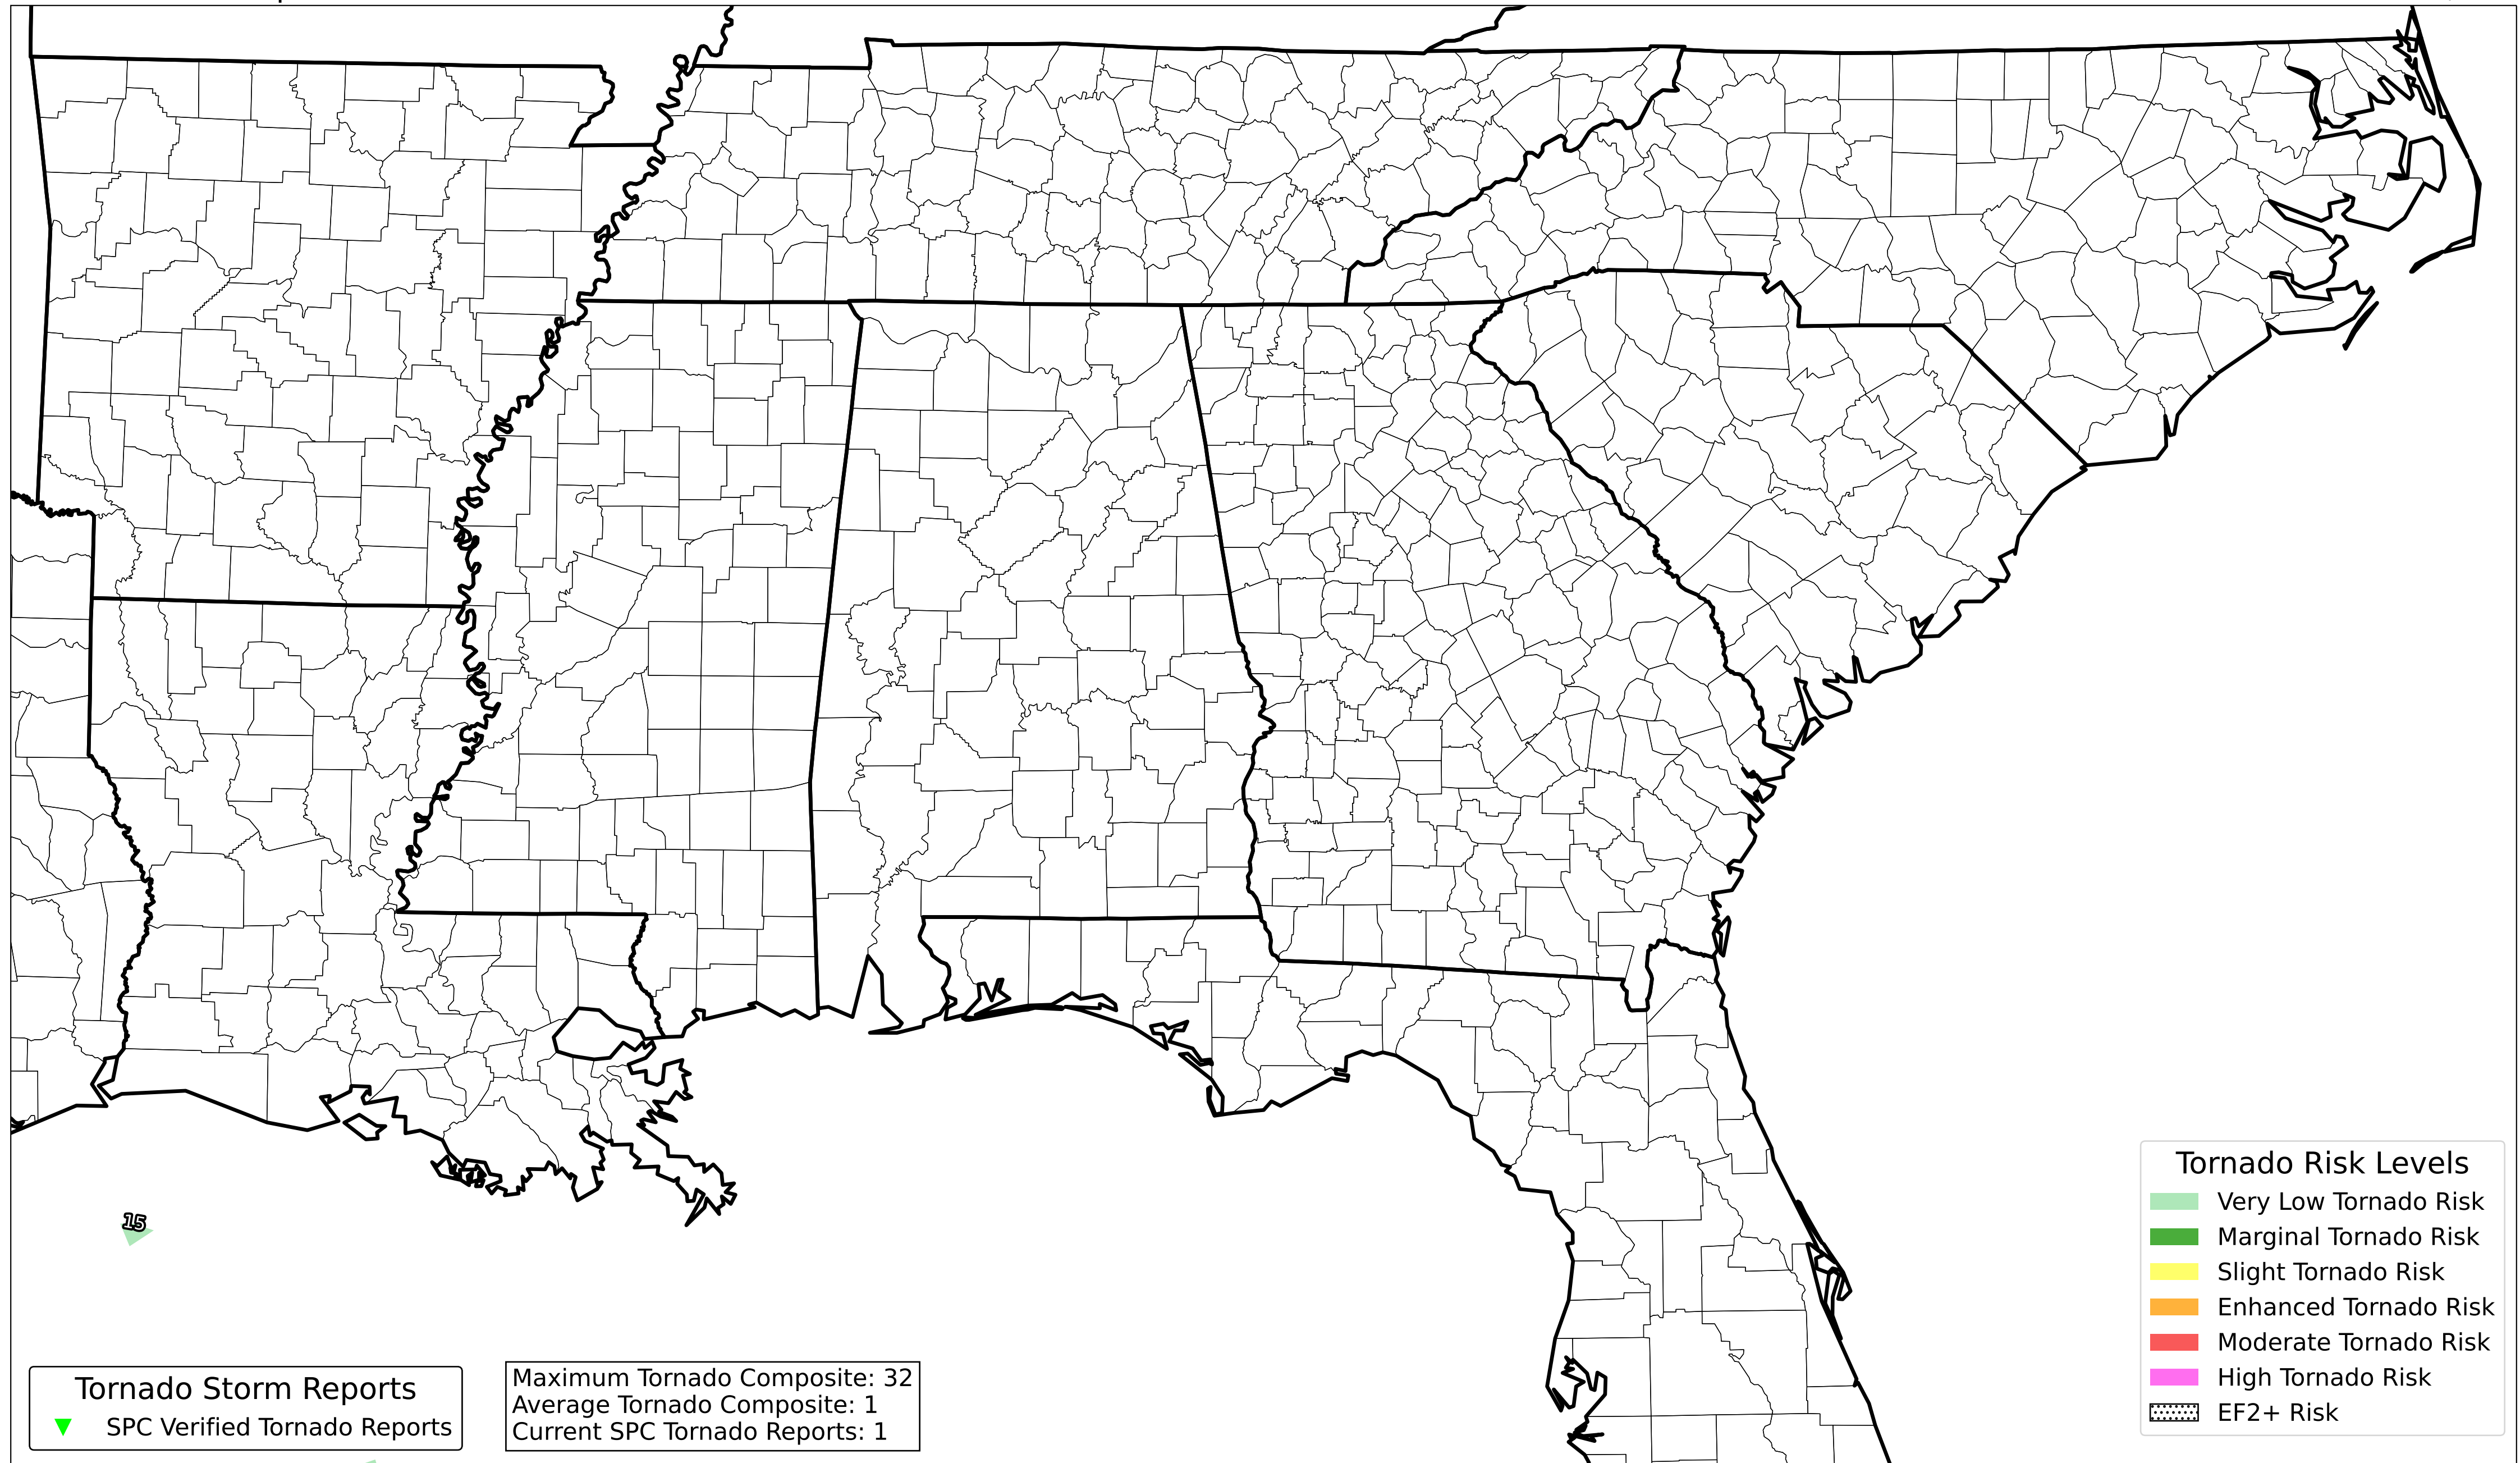 15
Tornado Storm Reports
SPC Verified Tornado Reports
Maximum Tornado Composite: 32
Average Tornado Composite: 1
Current SPC Tornado Reports: 1
Tornado Risk Levels
Very Low Tornado Risk
Marginal Tornado Risk
Slight Tornado Risk
Enhanced Tornado Risk
Moderate Tornado Risk
High Tornado Risk
EF2+ Risk